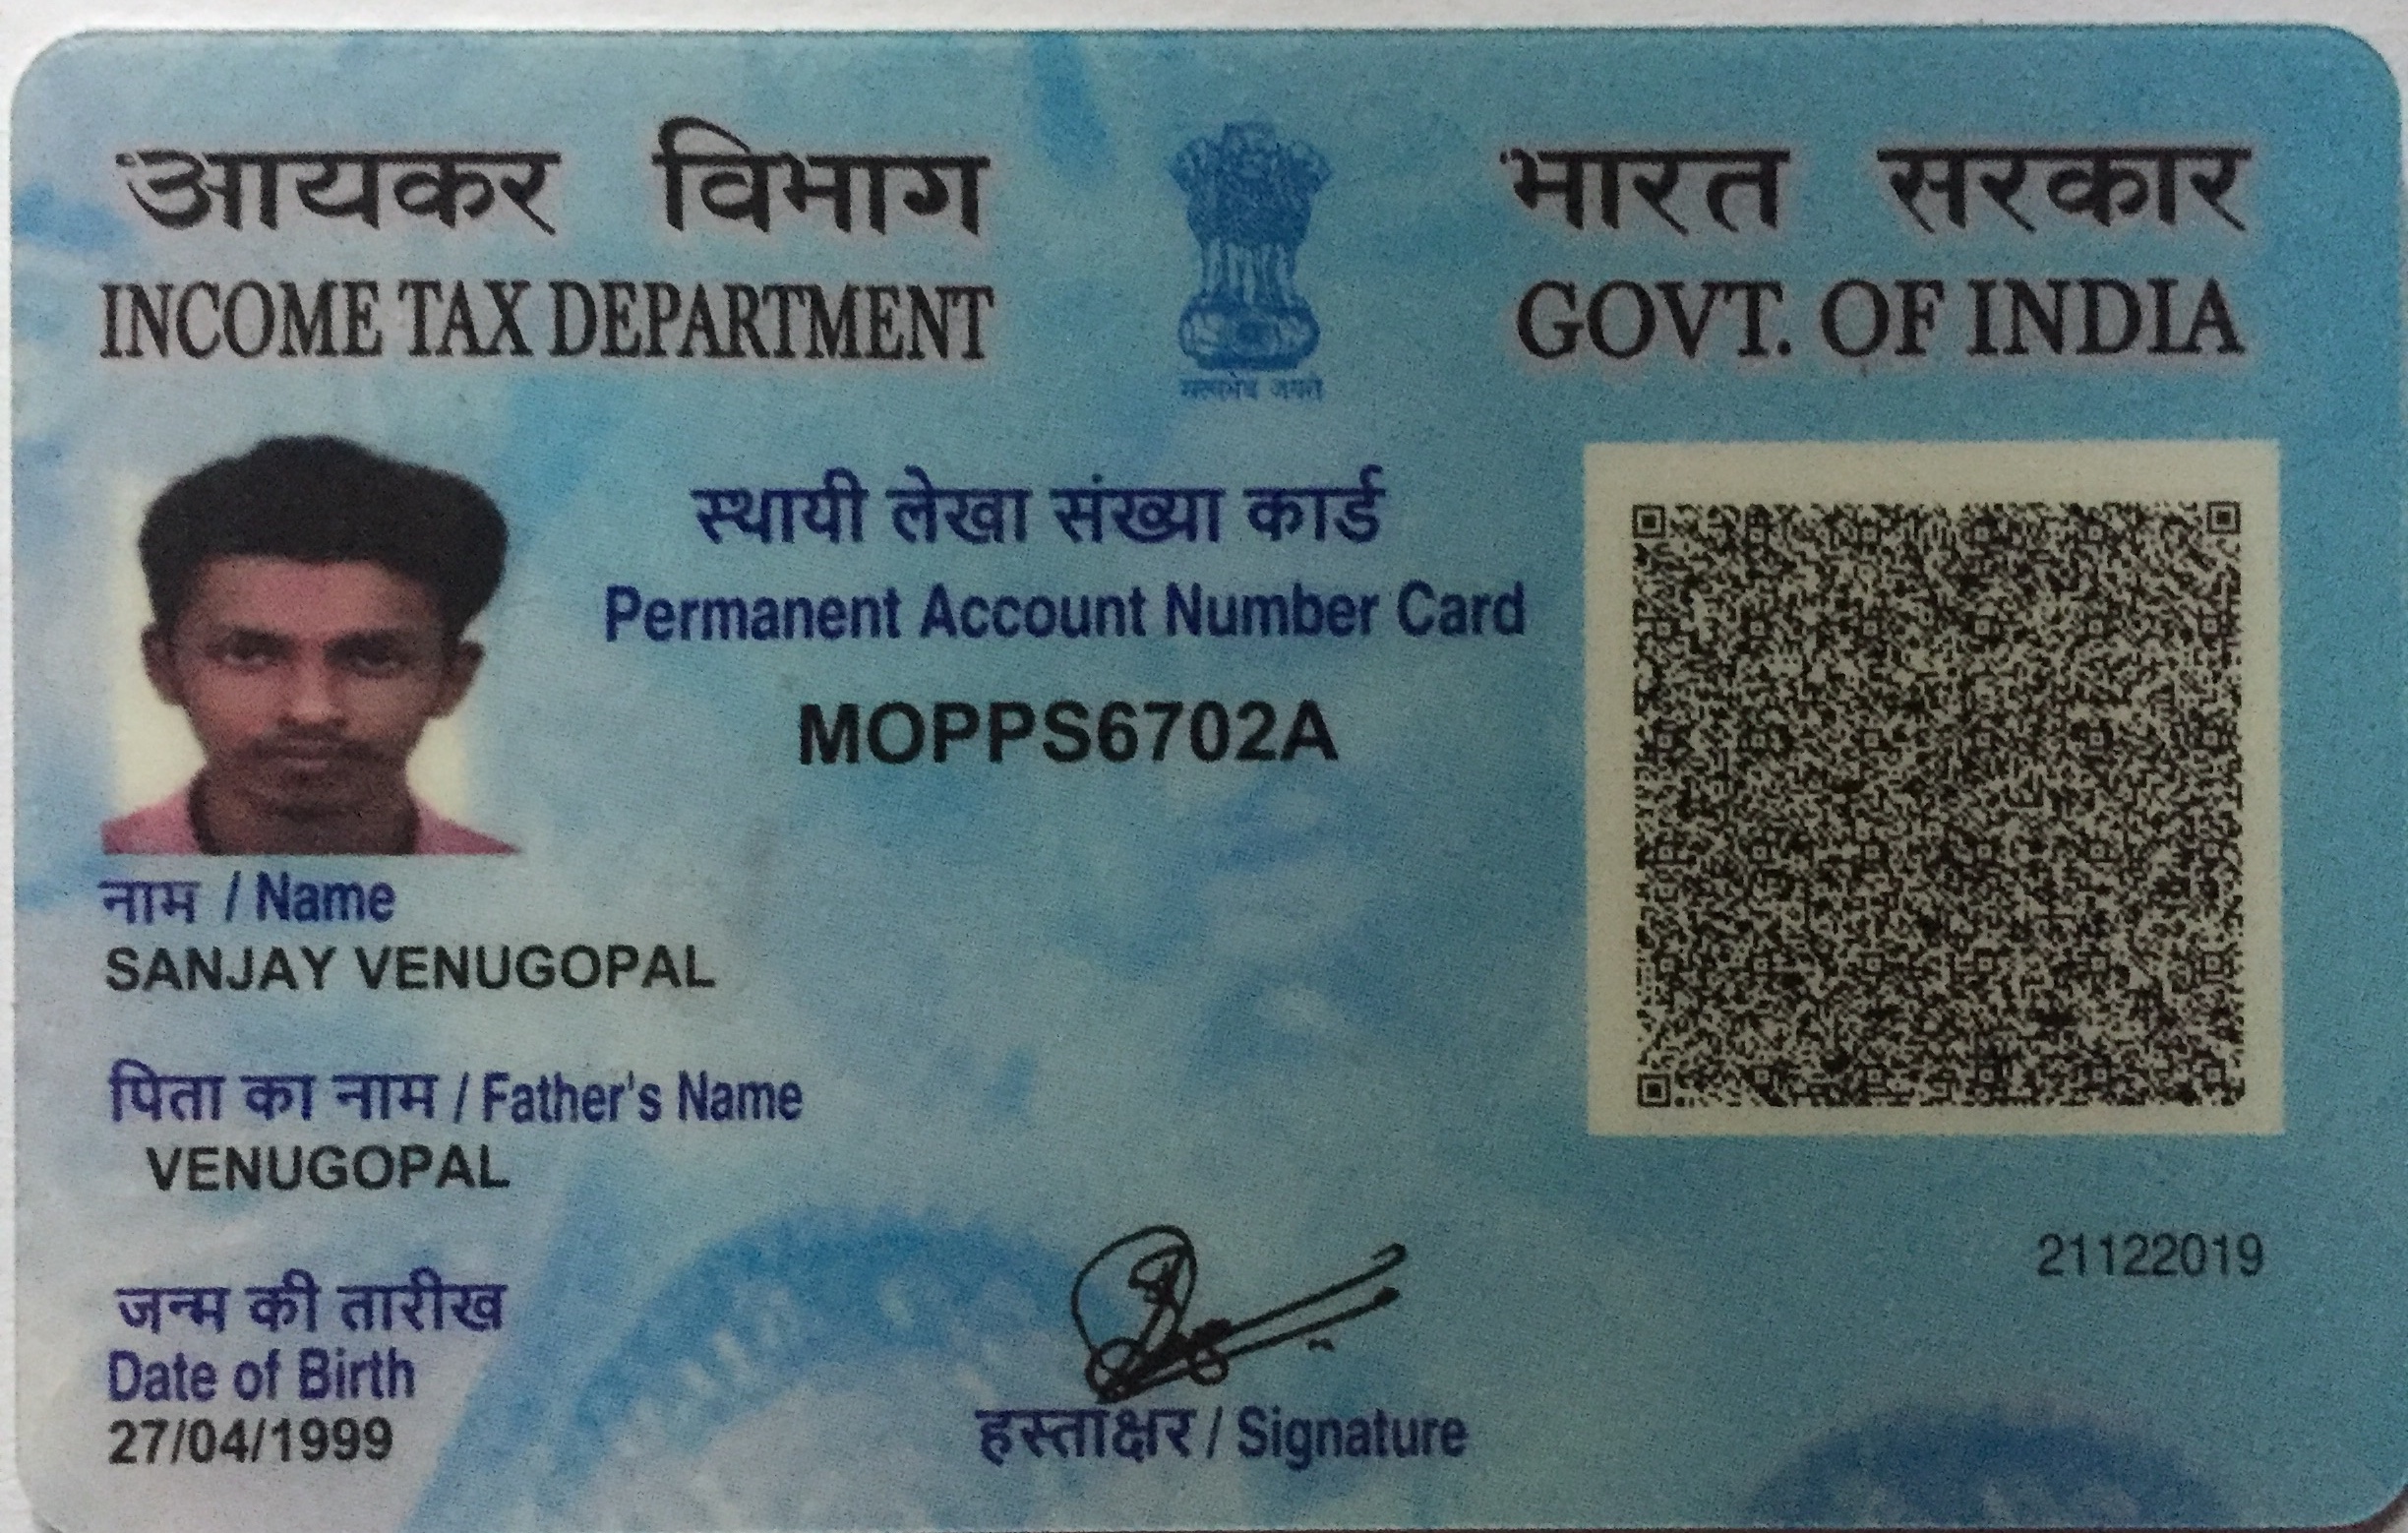 आयकर विभाग
INCOME TAX DEPARTMENT
सत्यमेव जयते
भारत सरकार
GOVT. OF INDIA
स्थायी लेखा संख्या कार्ड
Permanent Account Number Card
MOPPS6702A
नाम / Name
SANJAY VENUGOPAL
पिता का नाम / Father's Name
VENUGOPAL
जन्म की तारीख
Date of Birth
27/04/1999
हस्ताक्षर / Signature
21122019